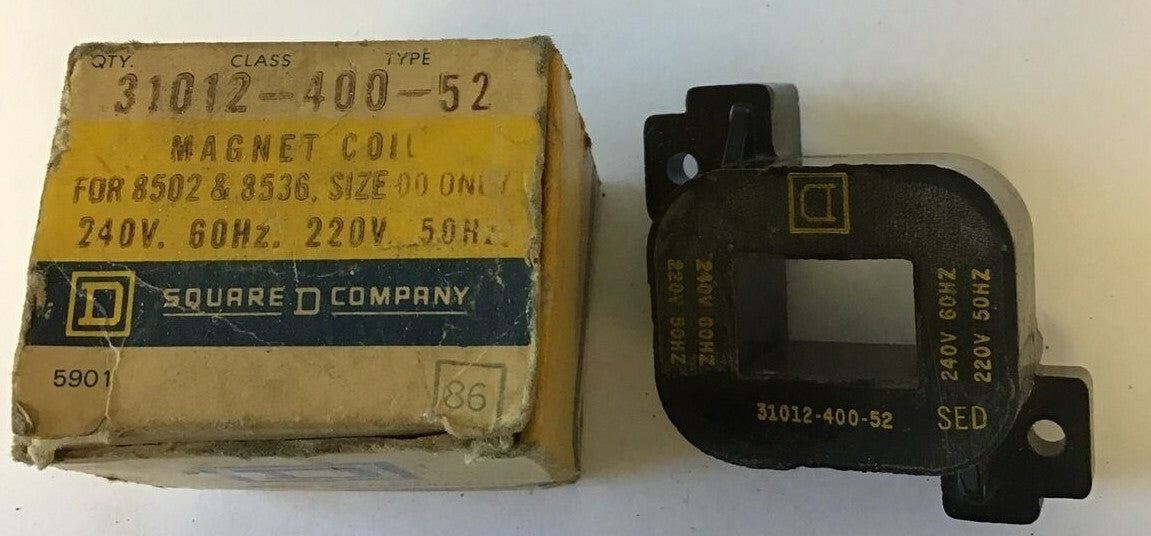 QTY. CLASS TYPE
31012-400-52
MAGNET COIL
FOR 8502 & 8536, SIZE 00 ONLY
240V. 60Hz. 220V. 50Hz.
D SQUARE D COMPANY
5901
86
D
240V 60HZ
220V 50HZ
240V 60HZ
220V 50HZ
31012-400-52
SED